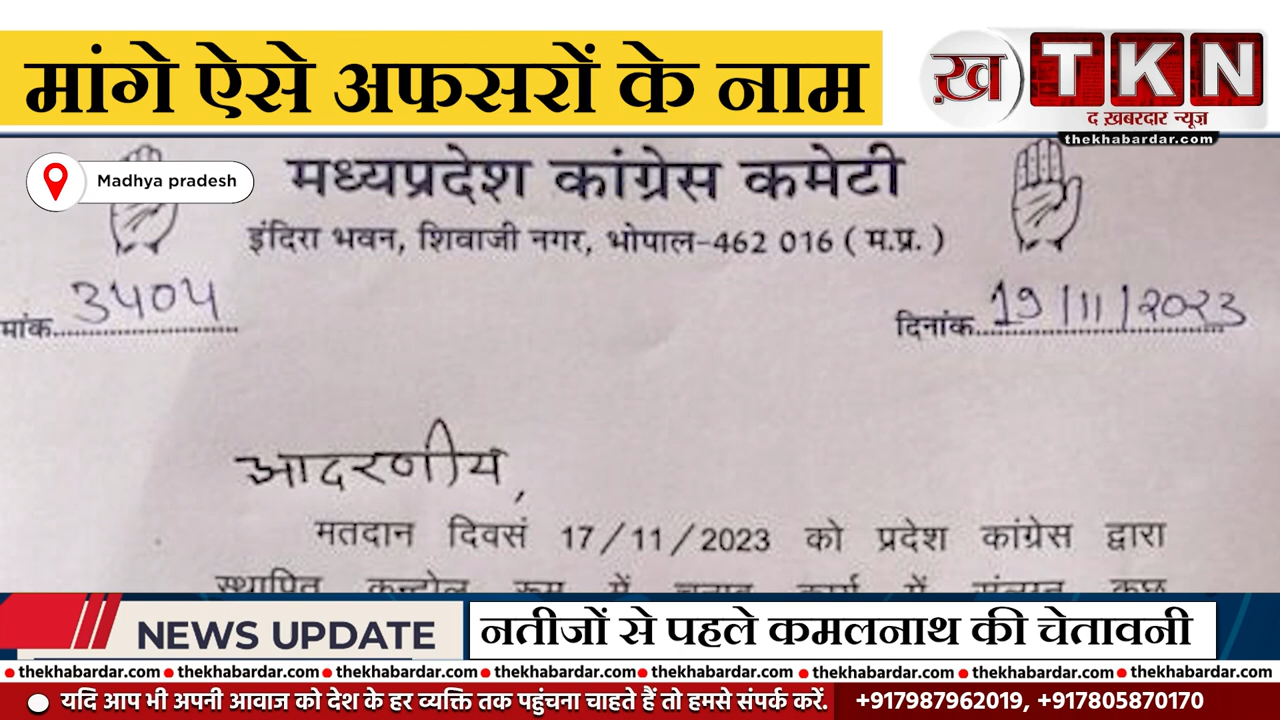 मांगे ऐसे अफसरों के नाम
ख़ TKN
द ख़बरदार न्यूज़
thekhabardar.com
Madhya pradesh
मध्यप्रदेश कांग्रेस कमेटी
इंदिरा भवन, शिवाजी नगर, भोपाल-462 016 ( म.प्र. )
मांक 3404
दिनांक 19/11/2023
आदरणीय,
मतदान दिवसं 17/11/2023 को प्रदेश कांग्रेस द्वारा
स्थापित कन्ट्रोल रूम में चुनाव कार्य में संलग्न कुछ
NEWS UPDATE
नतीजों से पहले कमलनाथ की चेतावनी
thekhabardar.com thekhabardar.com thekhabardar.com thekhabardar.com thekhabardar.com thekhabardar.com thekhabardar.com thekhabardar.com
यदि आप भी अपनी आवाज को देश के हर व्यक्ति तक पहुंचना चाहते हैं तो हमसे संपर्क करें. +917987962019, +917805870170